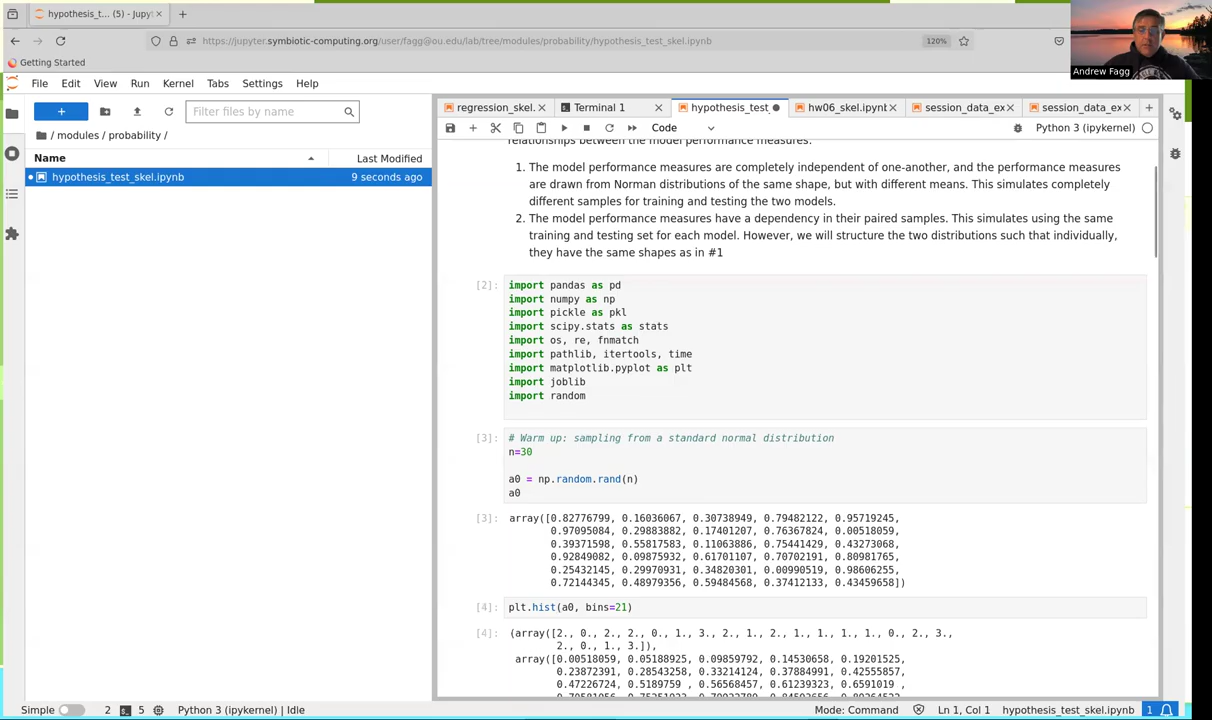 hypothesis_t... (5) - Jupyt
https://jupyter.symbiotic-computing.org/user/fagg@ou.edu/lab/tree/modules/probability/hypothesis_test_skel.ipynb
120%
Getting Started
Andrew Fagg
File Edit View Run Kernel Tabs Settings Help
Filter files by name
/ modules / probability /
Name Last Modified
hypothesis_test_skel.ipynb 9 seconds ago
regression_skel. Terminal 1 hypothesis_test_ hw06_skel.ipynb session_data_ex session_data_ex
Code Python 3 (ipykernel)
relationships between the model performance measures:
1. The model performance measures are completely independent of one-another, and the performance measures
are drawn from Norman distributions of the same shape, but with different means. This simulates completely
different samples for training and testing the two models.
2. The model performance measures have a dependency in their paired samples. This simulates using the same
training and testing set for each model. However, we will structure the two distributions such that individually,
they have the same shapes as in #1
[2]: import pandas as pd
import numpy as np
import pickle as pkl
import scipy.stats as stats
import os, re, fnmatch
import pathlib, itertools, time
import matplotlib.pyplot as plt
import joblib
import random
[3]: # Warm up: sampling from a standard normal distribution
n=30
a0 = np.random.rand(n)
a0
[3]: array([0.82776799, 0.16036067, 0.30738949, 0.79482122, 0.95719245,
0.97095084, 0.29883882, 0.17401207, 0.76367824, 0.00518059,
0.39371598, 0.55817583, 0.11063886, 0.75441429, 0.43273068,
0.92849082, 0.09875932, 0.61701107, 0.70702191, 0.80981765,
0.25432145, 0.29970931, 0.34820301, 0.00990519, 0.98606255,
0.72144345, 0.48979356, 0.59484568, 0.37412133, 0.43459658])
[4]: plt.hist(a0, bins=21)
[4]: (array([2., 0., 2., 2., 0., 1., 3., 2., 1., 2., 1., 1., 1., 1., 0., 2., 3.,
2., 0., 1., 3.]),
array([0.00518059, 0.05188925, 0.09859792, 0.14530658, 0.19201525,
0.23872391, 0.28543258, 0.33214124, 0.37884991, 0.42555857,
0.47226724, 0.5189759 , 0.56568457, 0.61239323, 0.6591019 ,
Simple 2 5 Python 3 (ipykernel) | Idle Mode: Command Ln 1, Col 1 hypothesis_test_skel.ipynb 1